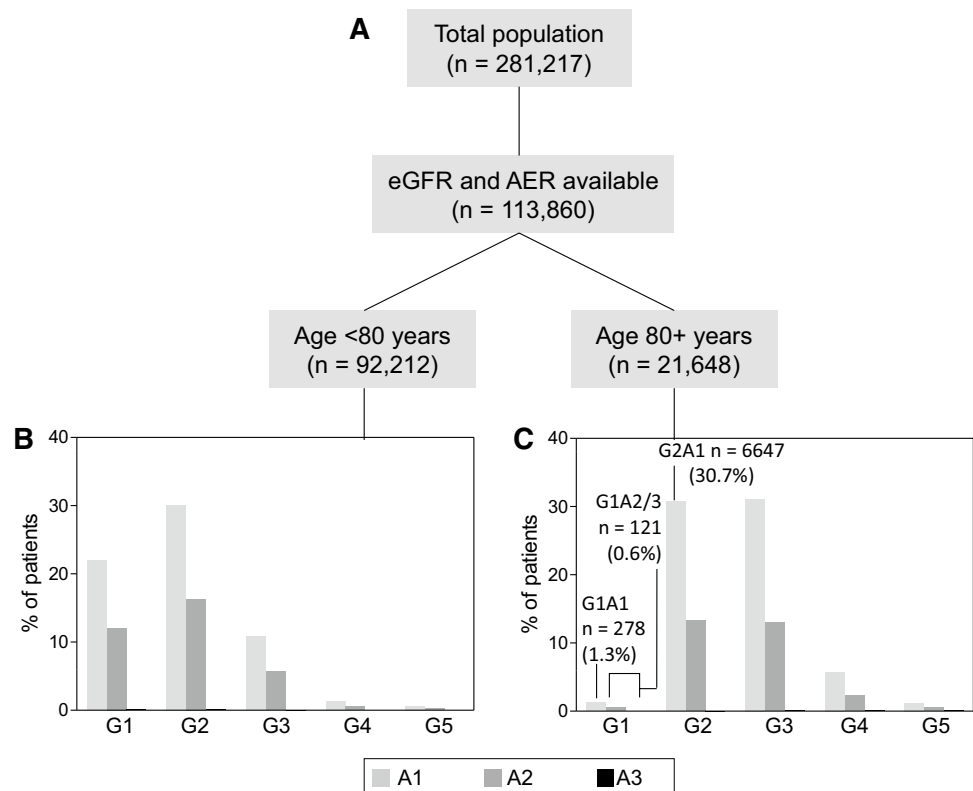 A
Total population
(n = 281,217)
eGFR and AER available
(n = 113,860)
Age <80 years
(n = 92,212)
Age 80+ years
(n = 21,648)
B
% of patients
40
30
20
10
0
G1 G2 G3 G4 G5
C
% of patients
40
30
20
10
0
G2A1 n = 6647
(30.7%)
G1A2/3
n = 121
(0.6%)
G1A1
n = 278
(1.3%)
G1 G2 G3 G4 G5
A1 A2 A3